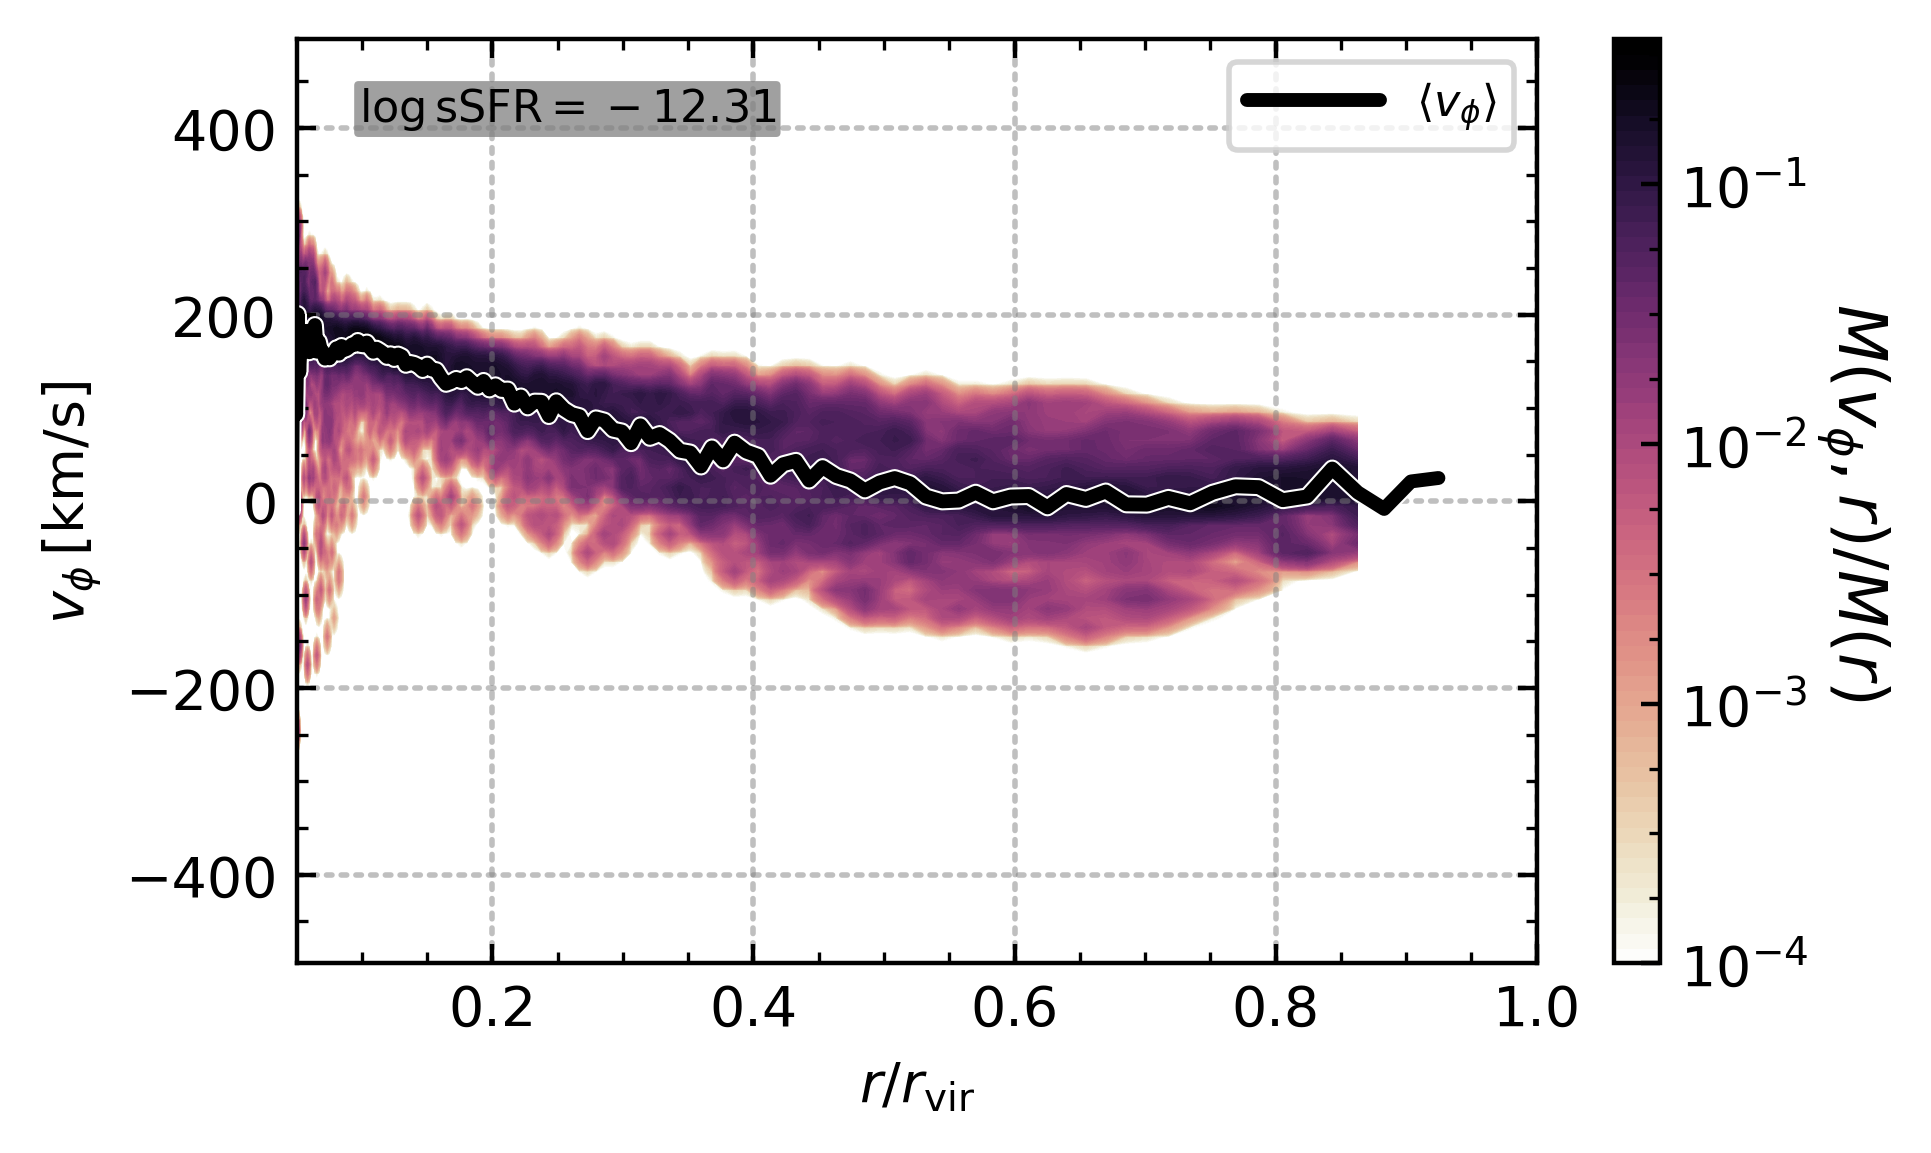 log sSFR = − 12.31
⟨v_ϕ⟩
400
200
0
−200
−400
v_ϕ [km/s]
0.2 0.4 0.6 0.8 1.0
r/r_vir
10⁻¹
10⁻²
10⁻³
10⁻⁴
M(v_ϕ, r)/M(r)